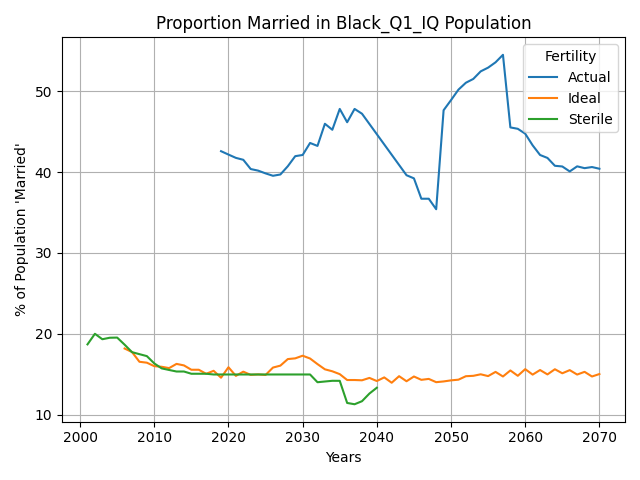 Proportion Married in Black_Q1_IQ Population
Fertility
Actual
Ideal
Sterile
% of Population 'Married'
50
40
30
20
10
2000 2010 2020 2030 2040 2050 2060 2070
Years